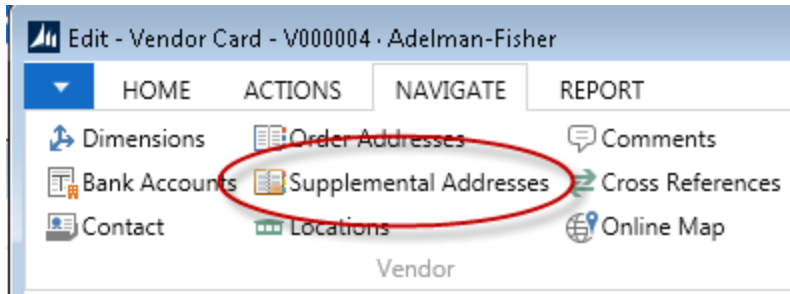 Edit - Vendor Card - V000004 · Adelman-Fisher
HOME ACTIONS NAVIGATE REPORT
Dimensions Order Addresses Comments
Bank Accounts Supplemental Addresses Cross References
Contact Locations Online Map
Vendor